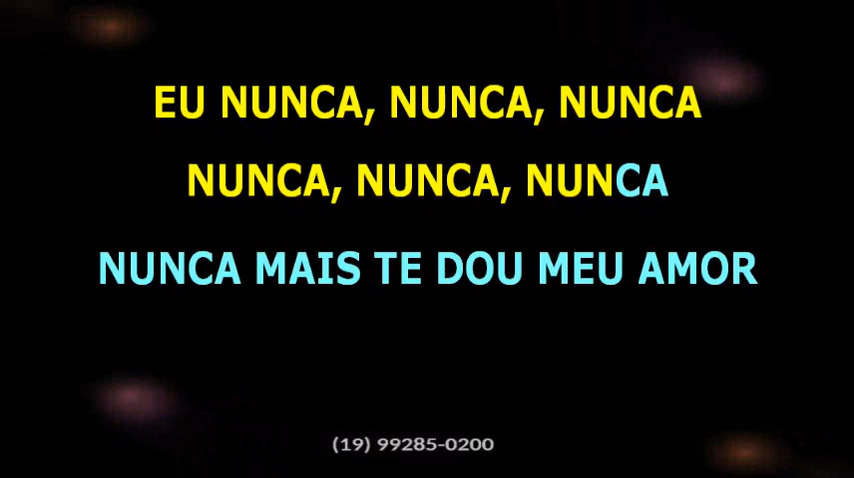 EU NUNCA, NUNCA, NUNCA
NUNCA, NUNCA, NUNCA
NUNCA MAIS TE DOU MEU AMOR
(19) 99285-0200